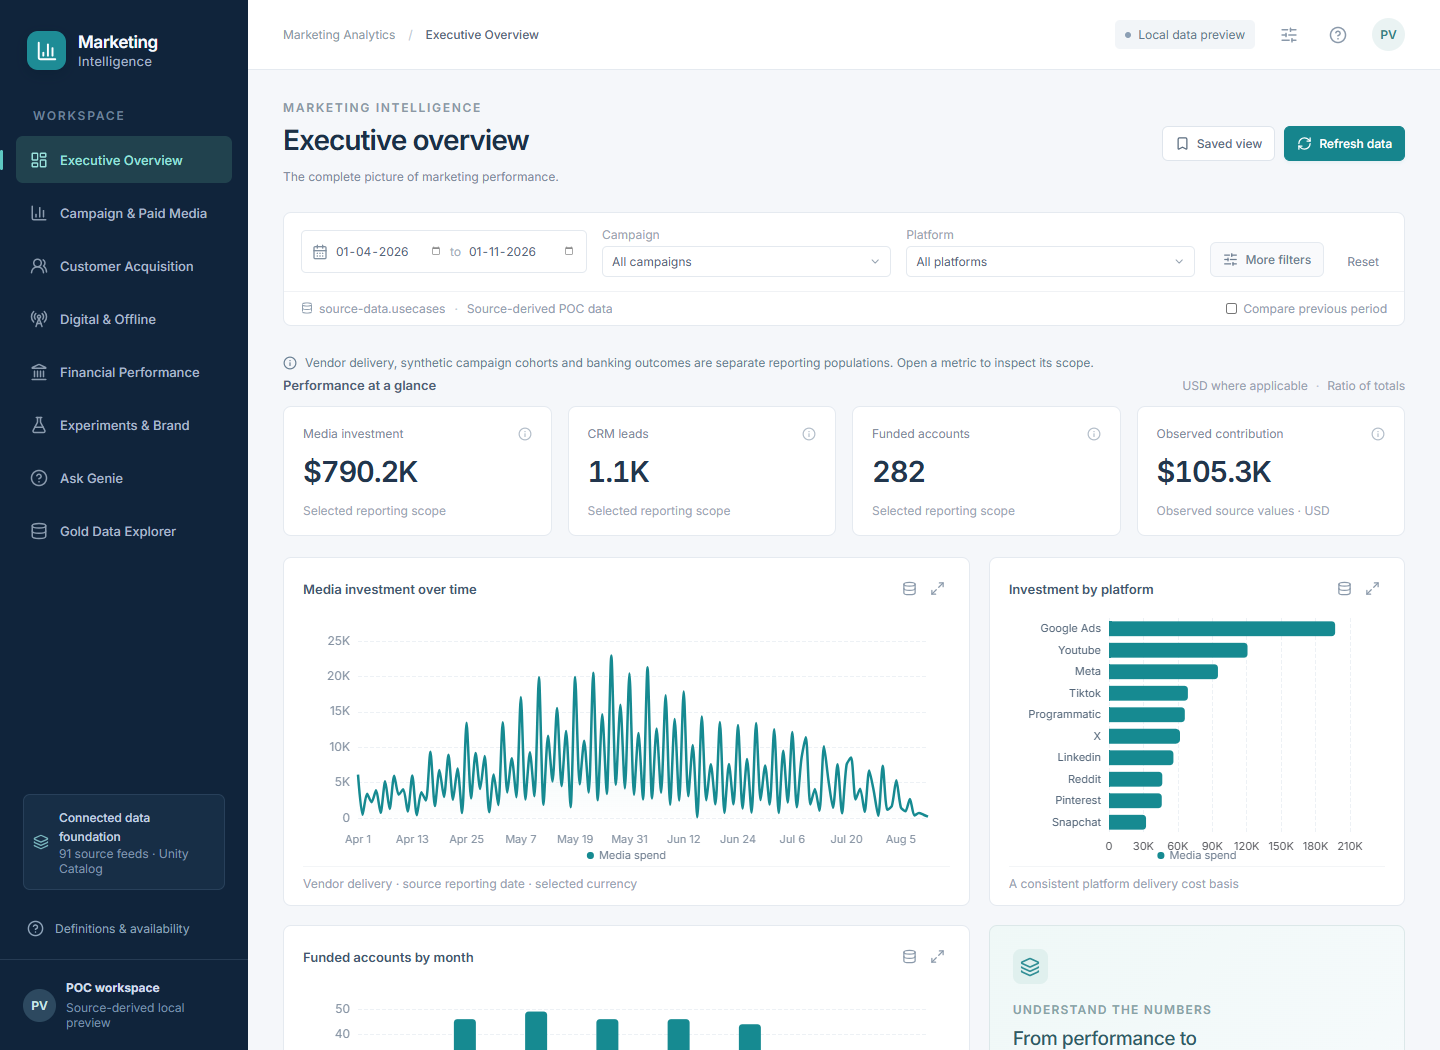 Marketing
Intelligence
WORKSPACE
Executive Overview
Campaign & Paid Media
Customer Acquisition
Digital & Offline
Financial Performance
Experiments & Brand
Ask Genie
Gold Data Explorer
Connected data
foundation
91 source feeds · Unity
Catalog
Definitions & availability
PV
POC workspace
Source-derived local
preview
Marketing Analytics / Executive Overview
Local data preview
PV
MARKETING INTELLIGENCE
Executive overview
The complete picture of marketing performance.
Saved view
Refresh data
01-04-2026 to 01-11-2026
Campaign
All campaigns
Platform
All platforms
More filters
Reset
source-data.usecases · Source-derived POC data
Compare previous period
Vendor delivery, synthetic campaign cohorts and banking outcomes are separate reporting populations. Open a metric to inspect its scope.
Performance at a glance
USD where applicable · Ratio of totals
Media investment
$790.2K
Selected reporting scope
CRM leads
1.1K
Selected reporting scope
Funded accounts
282
Selected reporting scope
Observed contribution
$105.3K
Observed source values · USD
Media investment over time
25K
20K
15K
10K
5K
0
Apr 1 Apr 13 Apr 25 May 7 May 19 May 31 Jun 12 Jun 24 Jul 6 Jul 20 Aug 5
Media spend
Vendor delivery · source reporting date · selected currency
Investment by platform
Google Ads
Youtube
Meta
Tiktok
Programmatic
X
Linkedin
Reddit
Pinterest
Snapchat
0 30K 60K 90K 120K 150K 180K 210K
Media spend
A consistent platform delivery cost basis
Funded accounts by month
50
40
UNDERSTAND THE NUMBERS
From performance to